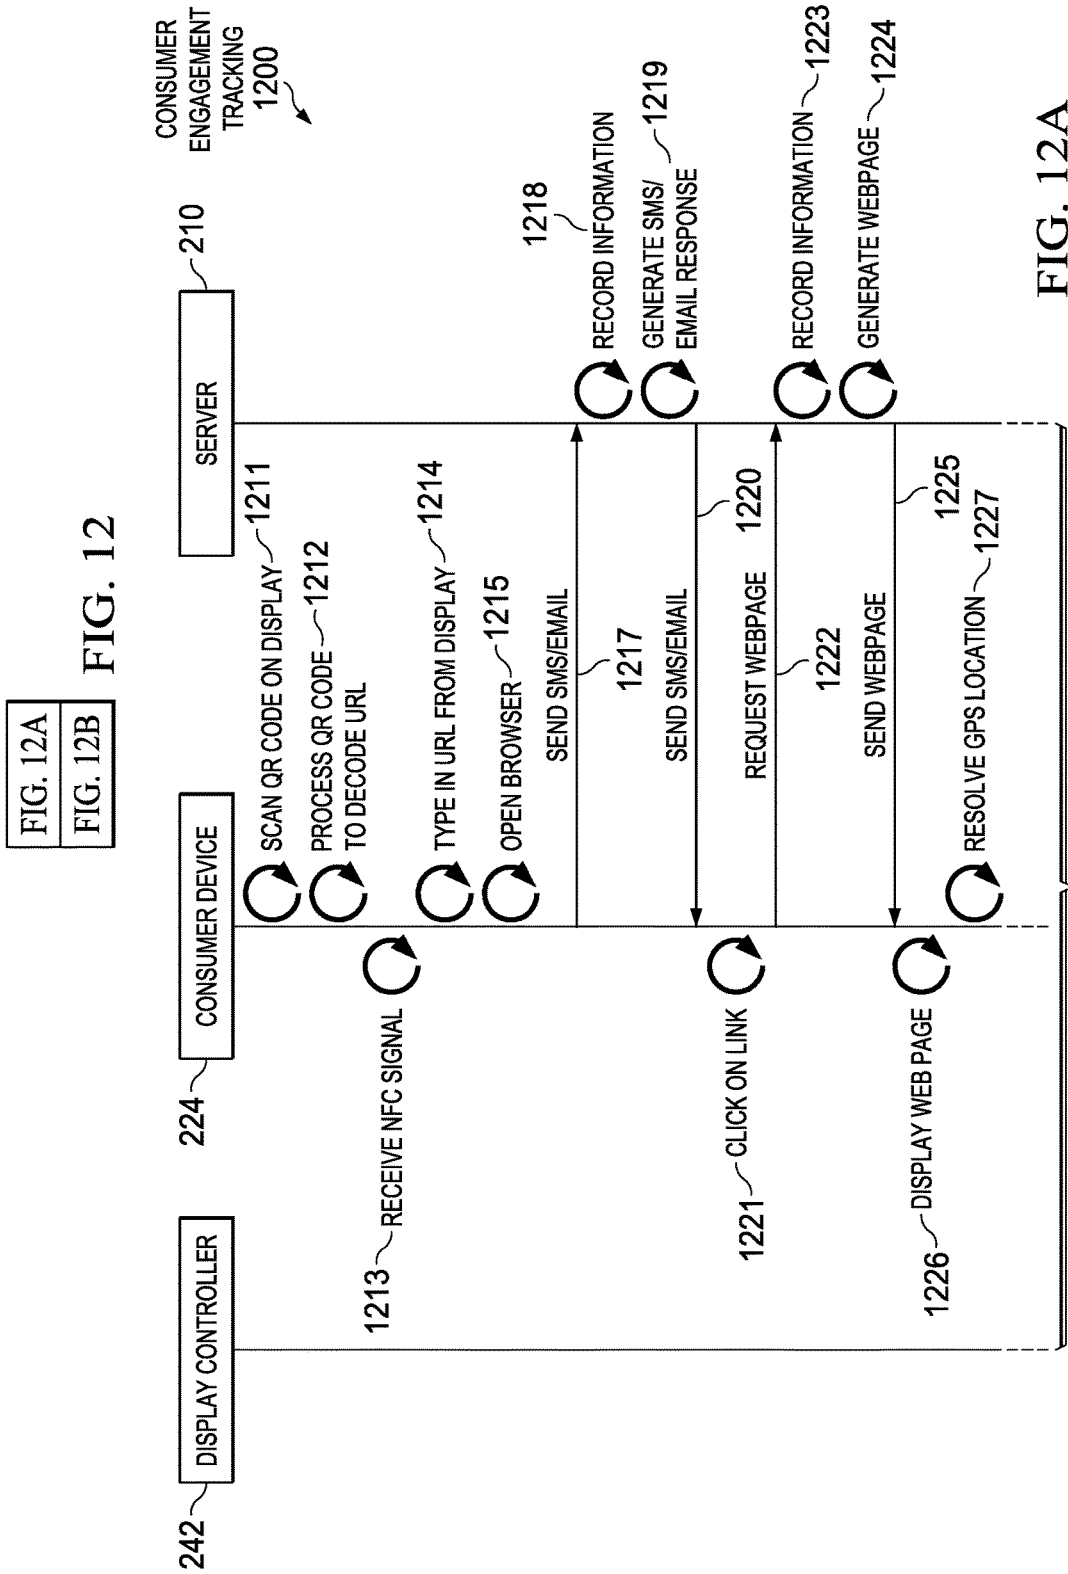 FIG. 12A
FIG. 12B
FIG. 12
CONSUMER
ENGAGEMENT
TRACKING
1200
242
DISPLAY CONTROLLER
224
CONSUMER DEVICE
SERVER
210
SCAN QR CODE ON DISPLAY
1211
PROCESS QR CODE
TO DECODE URL
1212
1213
RECEIVE NFC SIGNAL
TYPE IN URL FROM DISPLAY
1214
OPEN BROWSER
1215
SEND SMS/EMAIL
1217
RECORD INFORMATION
1218
GENERATE SMS/
EMAIL RESPONSE
1219
SEND SMS/EMAIL
1220
1221
CLICK ON LINK
REQUEST WEBPAGE
1222
RECORD INFORMATION
1223
GENERATE WEBPAGE
1224
SEND WEBPAGE
1225
1226
DISPLAY WEB PAGE
RESOLVE GPS LOCATION
1227
FIG. 12A